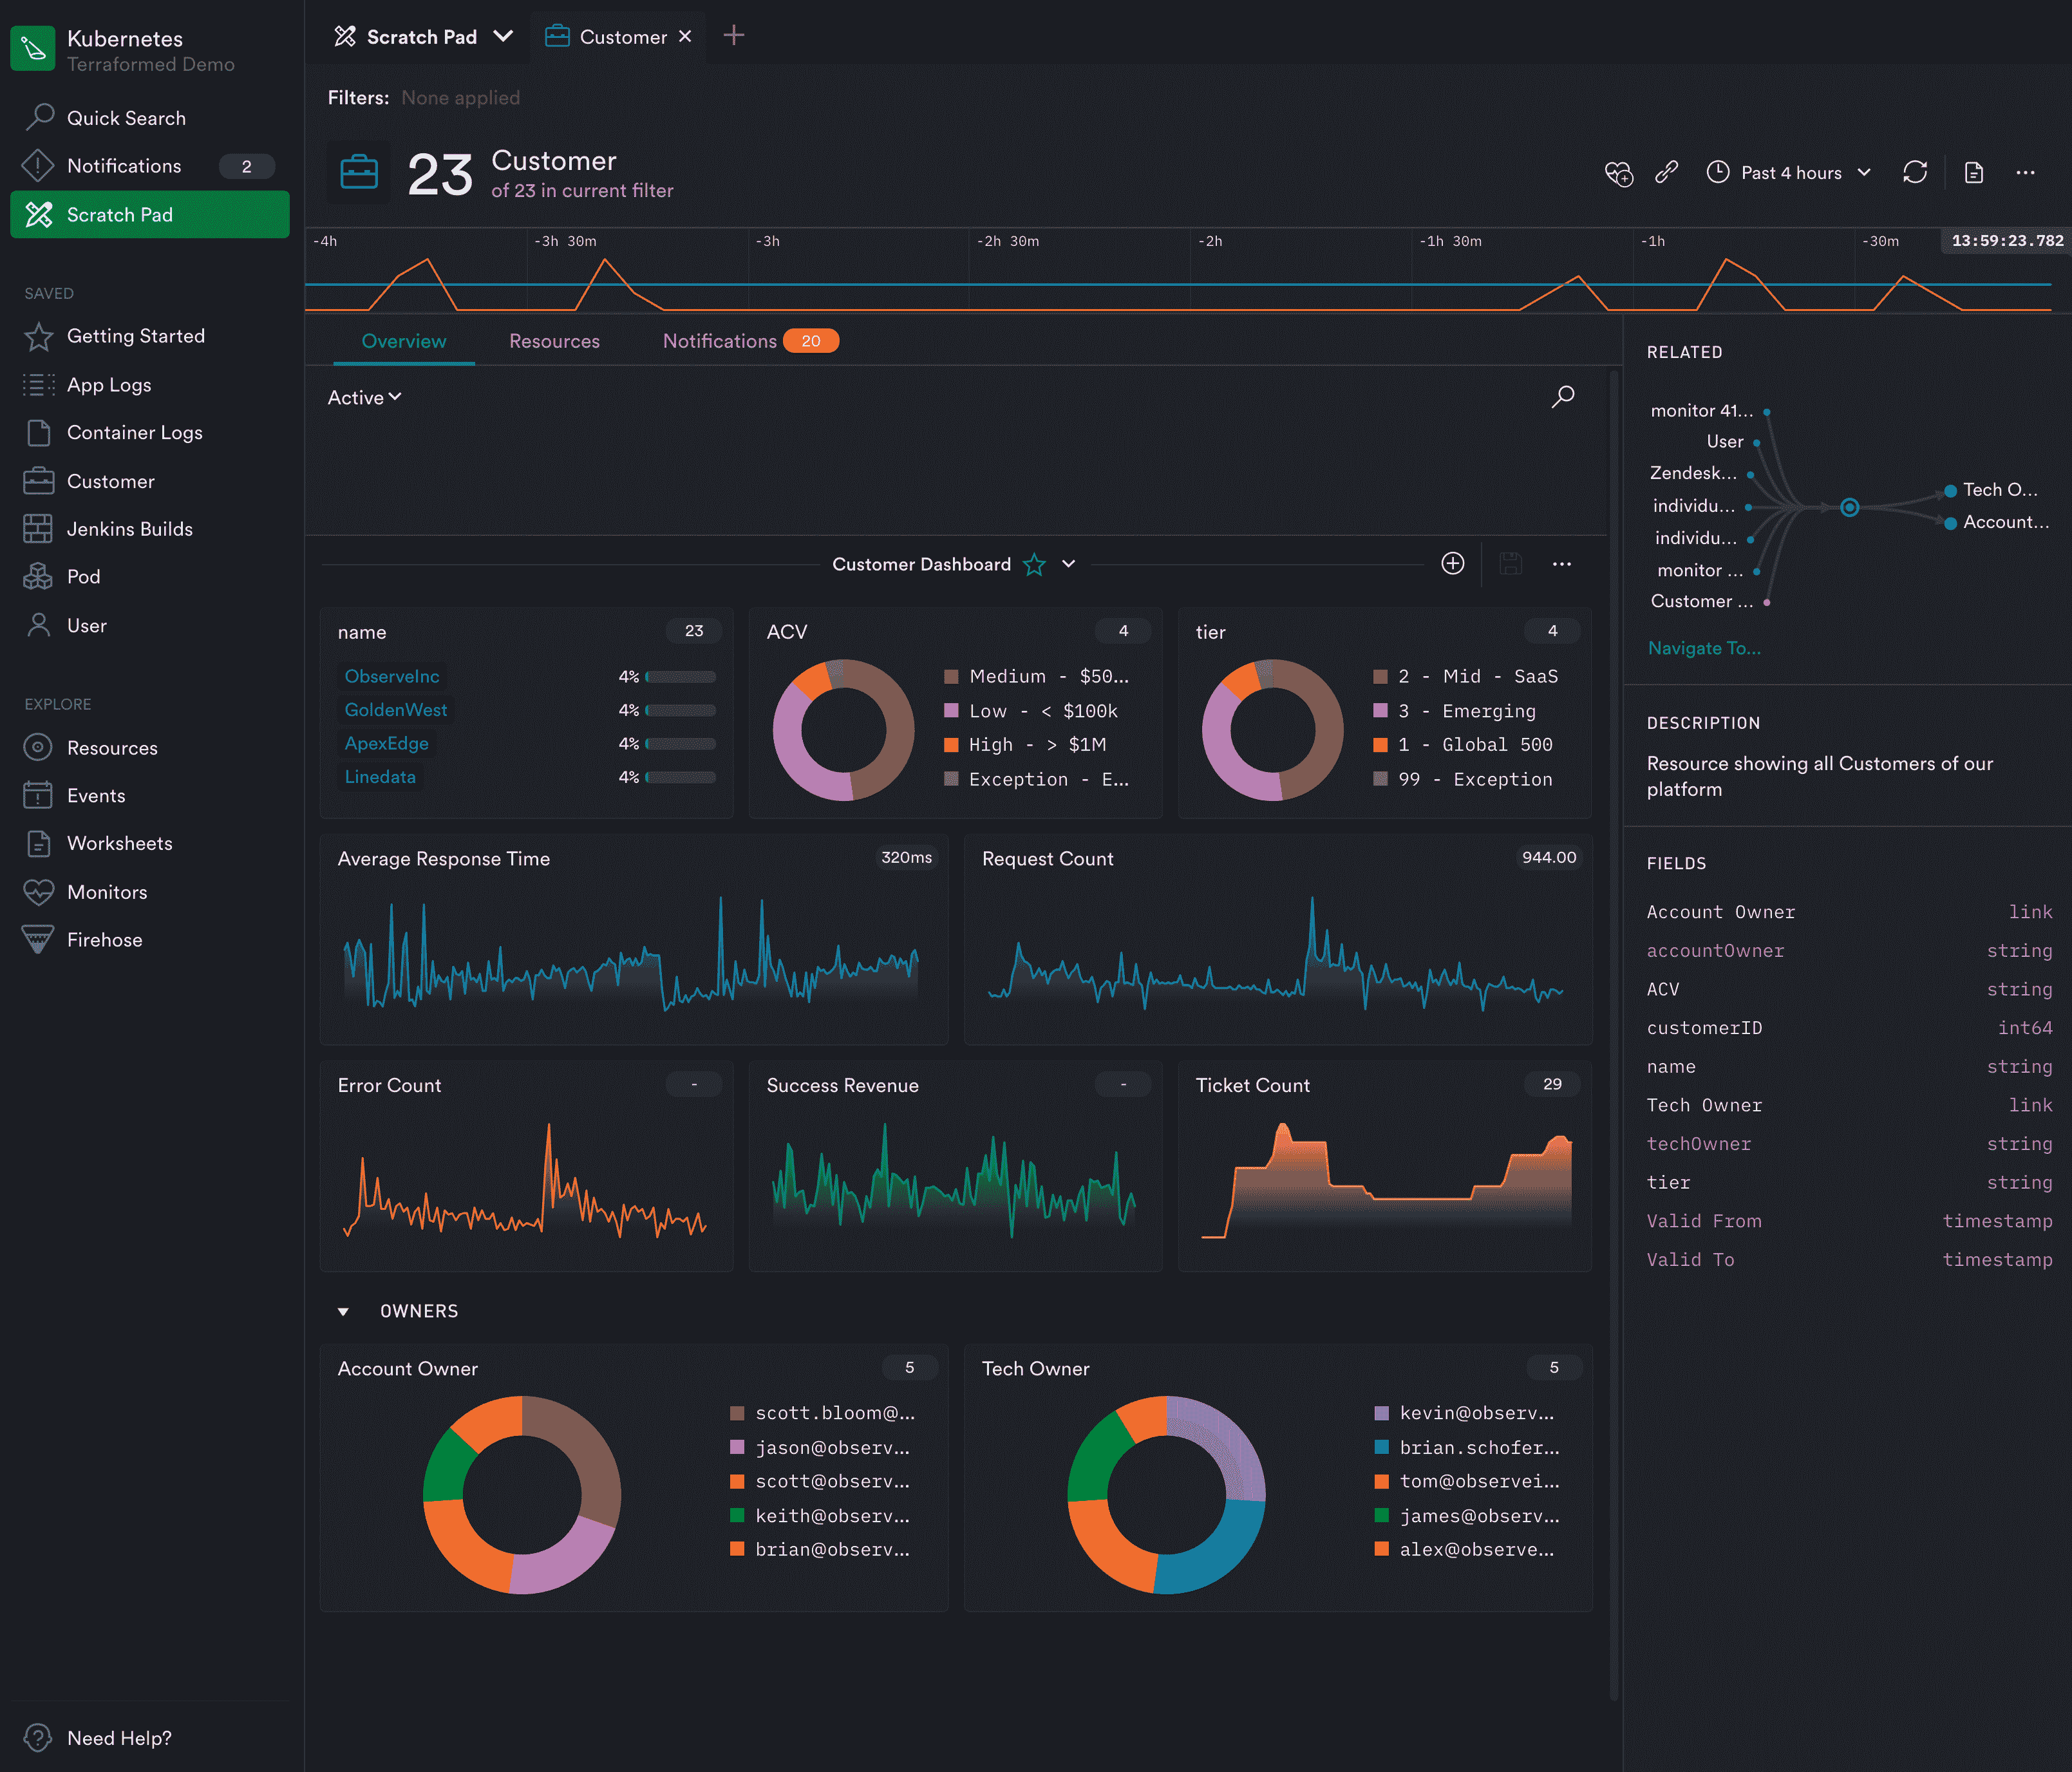 Kubernetes
Terraformed Demo
Quick Search
Notifications 2
Scratch Pad
SAVED
Getting Started
App Logs
Container Logs
Customer
Jenkins Builds
Pod
User
EXPLORE
Resources
Events
Worksheets
Monitors
Firehose
Need Help?
Scratch Pad Customer
Filters: None applied
23 Customer
of 23 in current filter
Past 4 hours
-4h -3h 30m -3h -2h 30m -2h -1h 30m -1h -30m 13:59:23.782
Overview Resources Notifications 20
Active
Customer Dashboard
name 23
ObserveInc 4%
GoldenWest 4%
ApexEdge 4%
Linedata 4%
ACV 4
Medium - $50...
Low - < $100k
High - > $1M
Exception - E...
tier 4
2 - Mid - SaaS
3 - Emerging
1 - Global 500
99 - Exception
Average Response Time 320ms
Request Count 944.00
Error Count -
Success Revenue -
Ticket Count 29
OWNERS
Account Owner 5
scott.bloom@...
jason@observ...
scott@observ...
keith@observ...
brian@observ...
Tech Owner 5
kevin@observ...
brian.schofer...
tom@observei...
james@observ...
alex@observe...
RELATED
monitor 41...
User
Zendesk...
individu...
individu...
monitor ...
Customer ...
Tech O...
Account...
Navigate To...
DESCRIPTION
Resource showing all Customers of our
platform
FIELDS
Account Owner link
accountOwner string
ACV string
customerID int64
name string
Tech Owner link
techOwner string
tier string
Valid From timestamp
Valid To timestamp